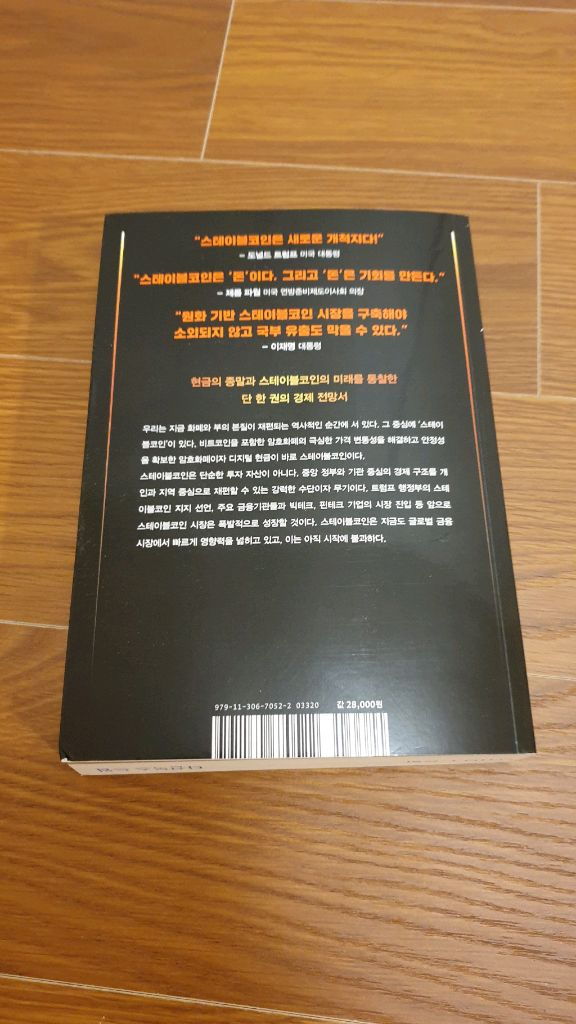 “스테이블코인은 새로운 개척지다!”
– 도널드 트럼프 미국 대통령
“스테이블코인은 ‘돈’이다. 그리고 ‘돈’은 기회를 만든다.”
– 제롬 파월 미국 연방준비제도이사회 의장
“원화 기반 스테이블코인 시장을 구축해야
소외되지 않고 국부 유출도 막을 수 있다.”
– 이재명 대통령
현금의 종말과 스테이블코인의 미래를 통찰한
단 한 권의 경제 전망서
우리는 지금 화폐와 부의 본질이 재편되는 역사적인 순간에 서 있다. 그 중심에 ‘스테이
블코인’이 있다. 비트코인을 포함한 암호화폐의 극심한 가격 변동성을 해결하고 안정성
을 확보한 암호화폐이자 디지털 현금이 바로 스테이블코인이다.
스테이블코인은 단순한 투자 자산이 아니다. 중앙 정부와 기관 중심의 경제 구조를 개
인과 지역 중심으로 재편할 수 있는 강력한 수단이자 무기이다. 트럼프 행정부의 스테
이블코인 지지 선언, 주요 금융기관들과 빅테크, 핀테크 기업의 시장 진입 등 앞으로
스테이블코인 시장은 폭발적으로 성장할 것이다. 스테이블코인은 지금도 글로벌 금융
시장에서 빠르게 영향력을 넓히고 있고, 이는 아직 시작에 불과하다.
979-11-306-7052-2 03320 값 28,000원